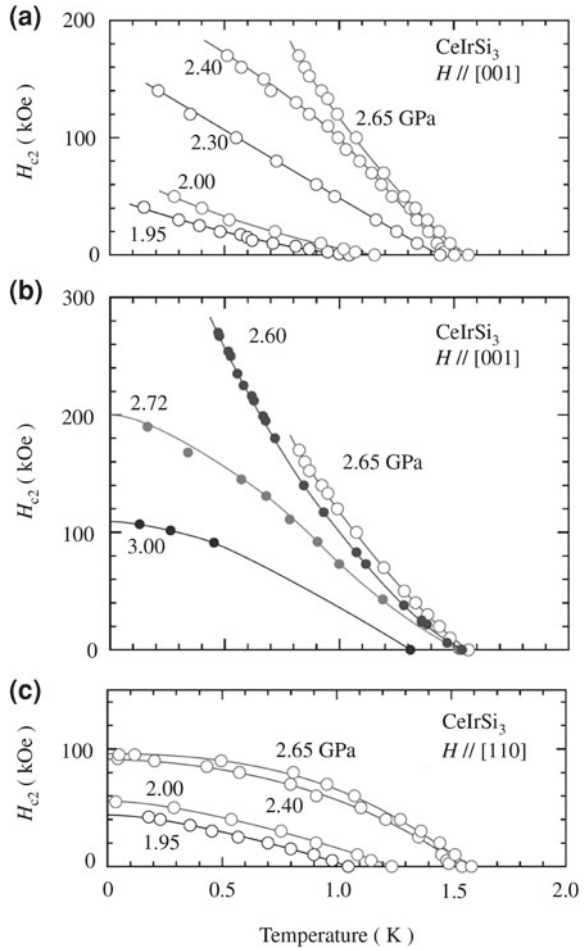 (a)
200
CeIrSi3
H // [001]
2.40
2.65 GPa
100
2.30
2.00
1.95
0
Hc2 ( kOe )
(b)
300
CeIrSi3
H // [001]
2.60
200
2.72
2.65 GPa
100
3.00
0
Hc2 ( kOe )
(c)
CeIrSi3
H // [110]
100
2.65 GPa
2.00
2.40
1.95
0
Hc2 ( kOe )
0 0.5 1.0 1.5 2.0
Temperature ( K )